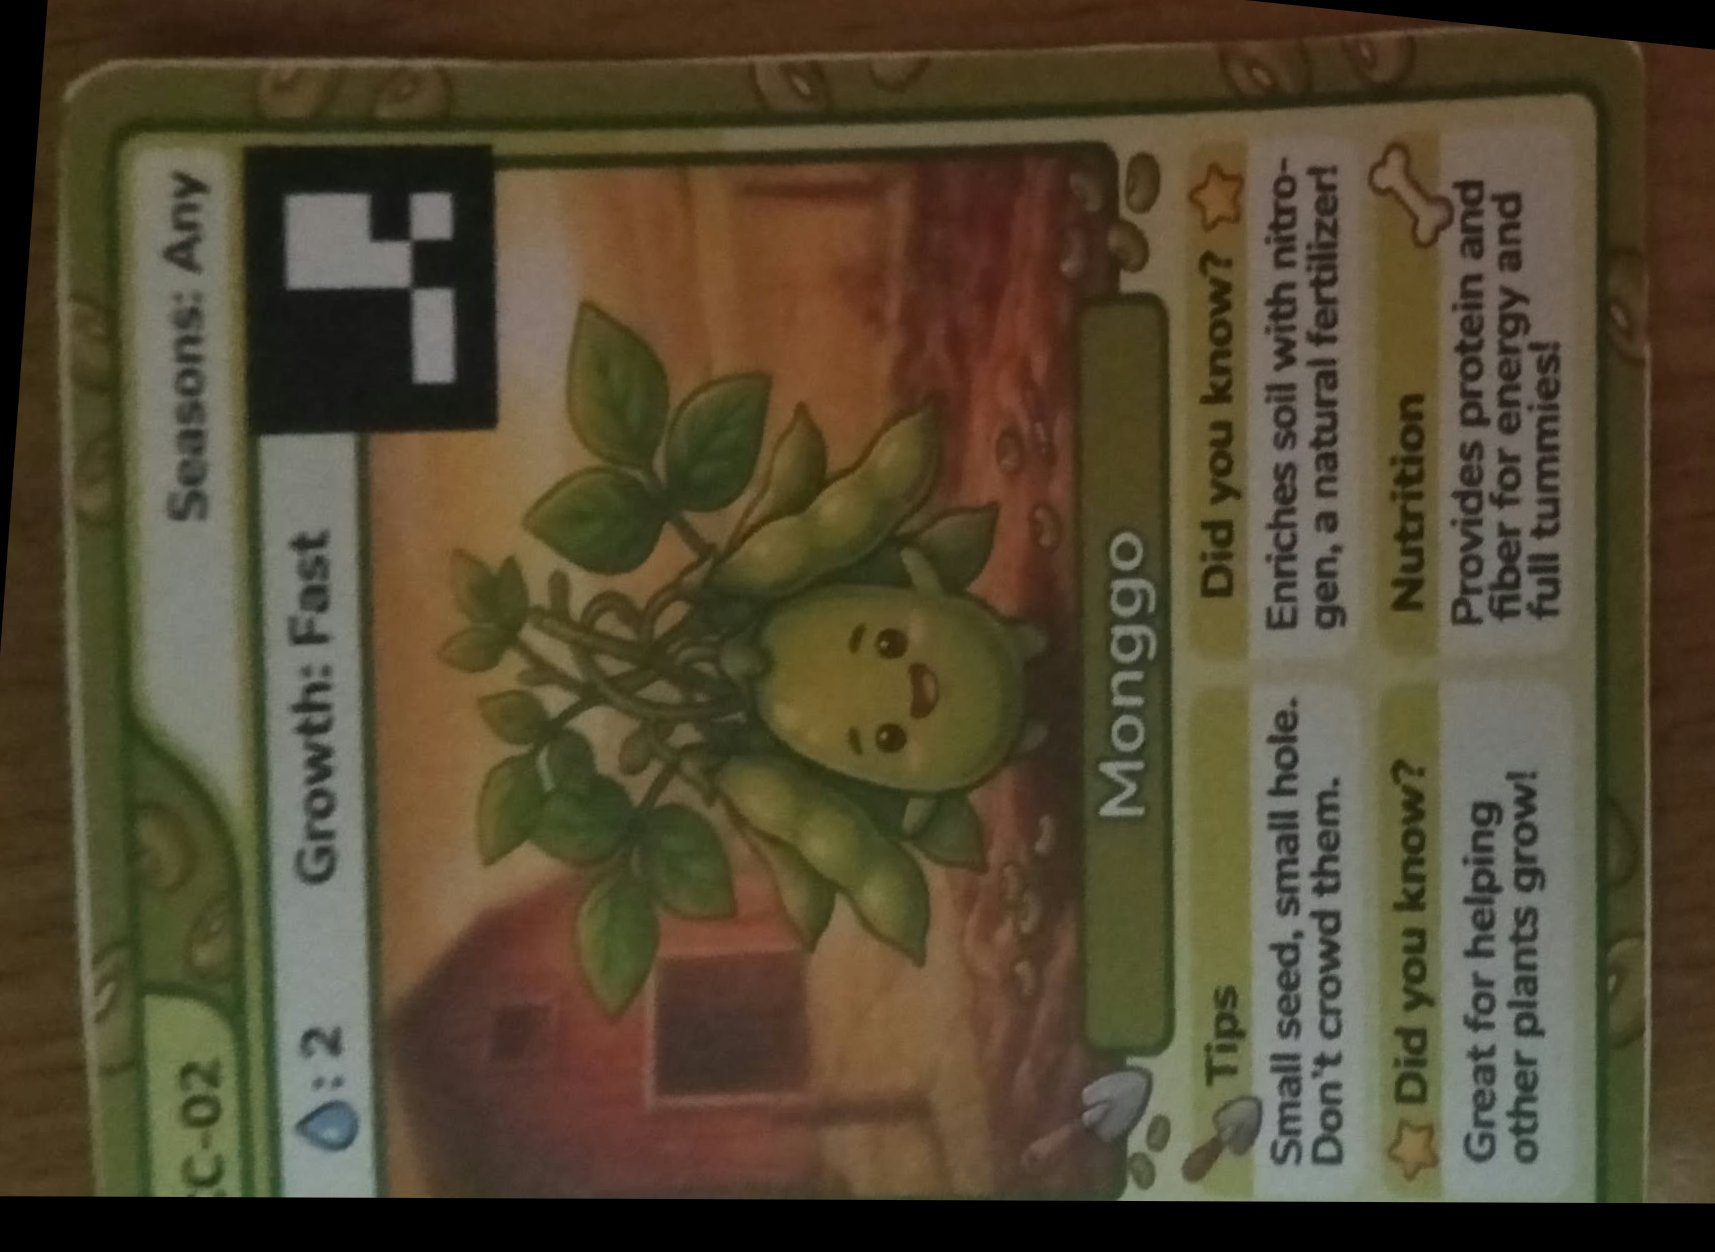 C-02
Seasons: Any
: 2
Growth: Fast
Monggo
Tips
Small seed, small hole.
Don't crowd them.
Did you know?
Enriches soil with nitro-
gen, a natural fertilizer!
Did you know?
Great for helping
other plants grow!
Nutrition
Provides protein and
fiber for energy and
full tummies!